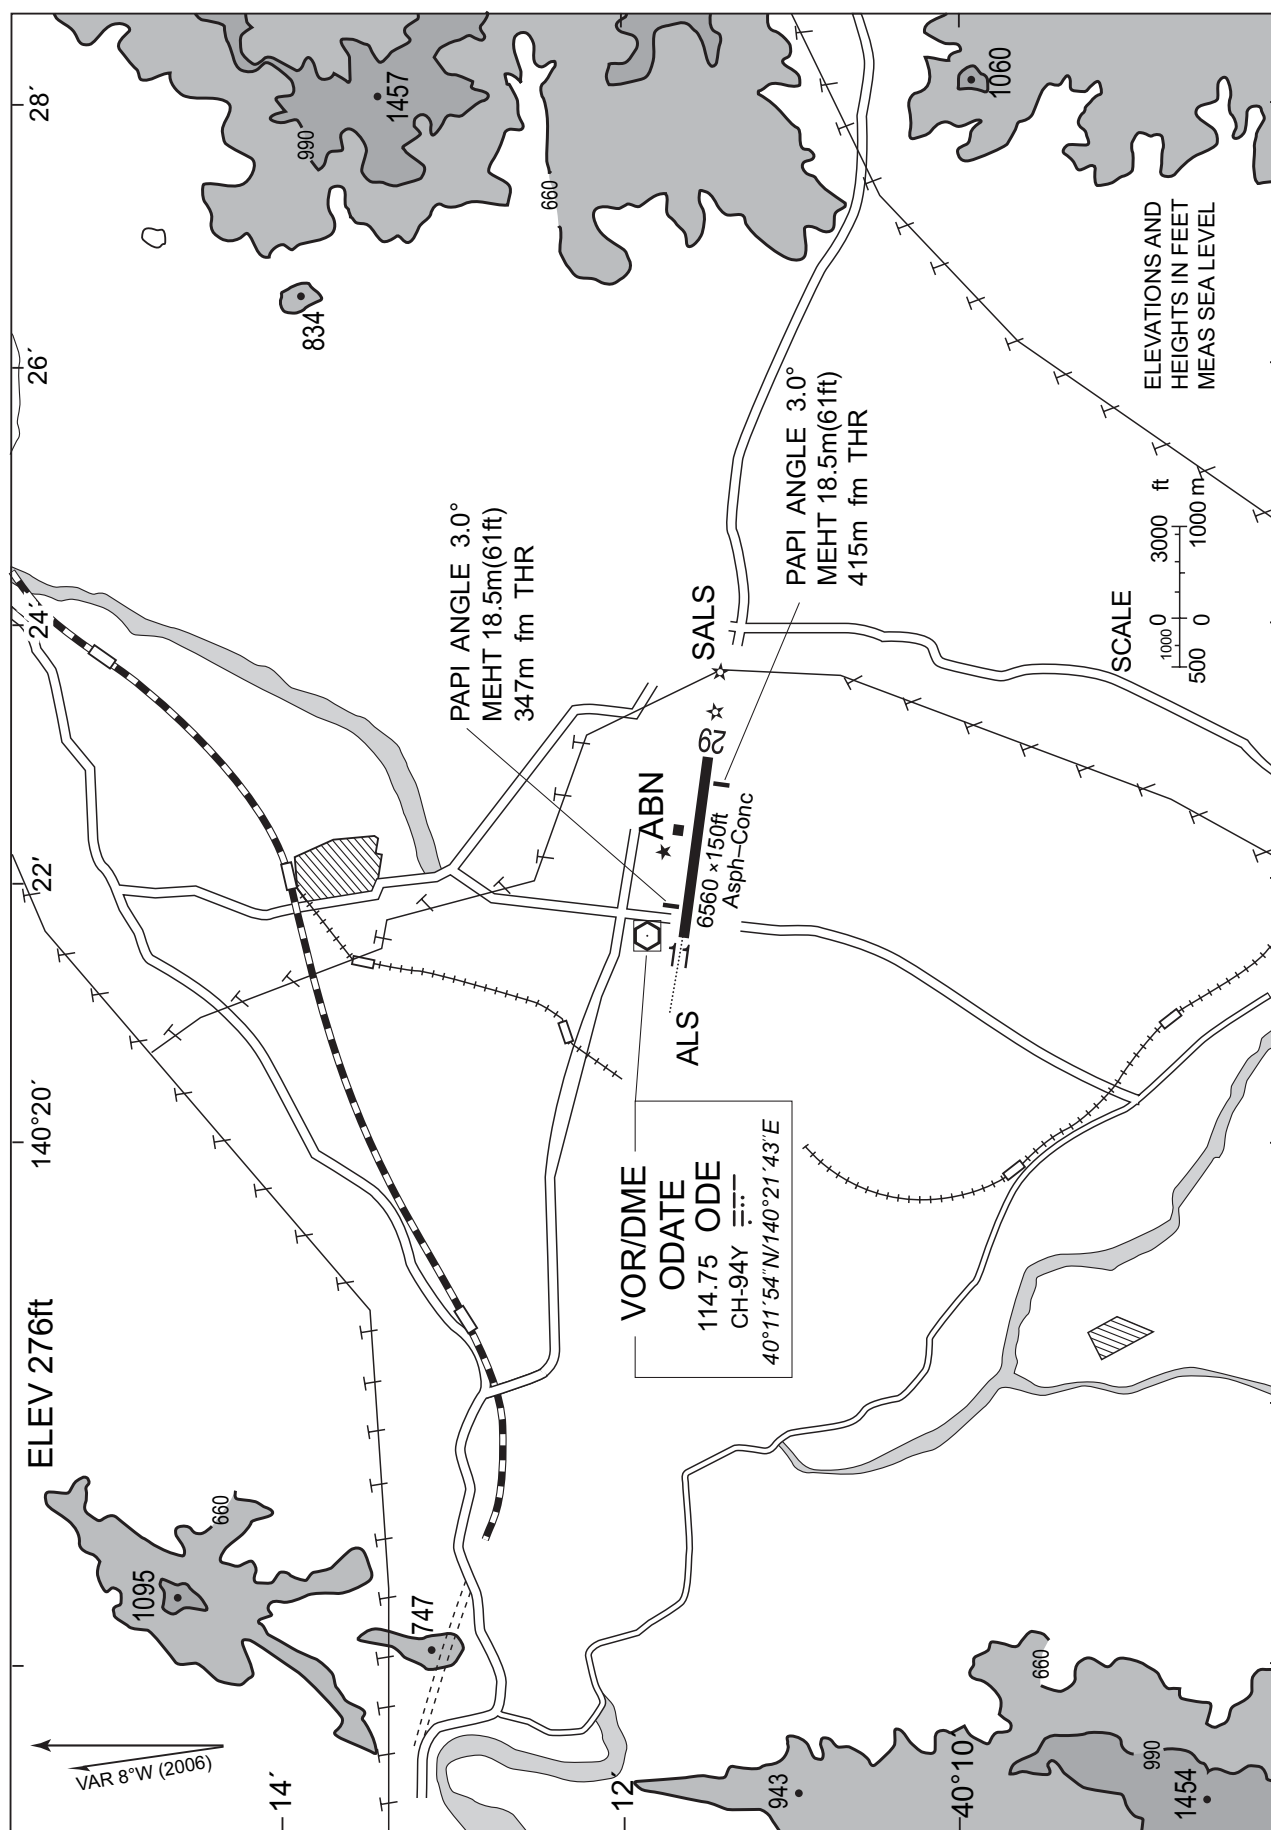 ELEV 276ft
VAR 8°W (2006)
140°20´
22´
24´
26´
28´
14´
12´
40°10´
1095
660
747
943
990
1454
660
834
990
1457
660
1060
VOR/DME
ODATE
114.75 ODE
CH-94Y
40°11´54˝N/140°21´43˝E
ALS
11
ABN
29
SALS
6560 × 150ft
Asph-Conc
PAPI ANGLE 3.0°
MEHT 18.5m(61ft)
347m fm THR
PAPI ANGLE 3.0°
MEHT 18.5m(61ft)
415m fm THR
SCALE
1000 0 3000 ft
500 0 1000 m
ELEVATIONS AND
HEIGHTS IN FEET
MEAS SEA LEVEL